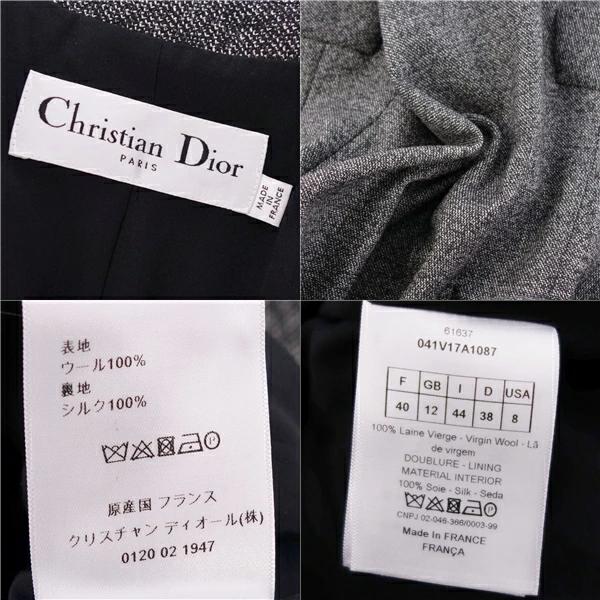 Christian Dior
PARIS
MADE
IN
FRANCE
表地
ウール100%
裏地
シルク100%
原産国 フランス
クリスチャン ディオール(株)
0120 02 1947
61637
041V17A1087
F GB I D USA
40 12 44 38 8
100% Laine Vierge - Virgin Wool - Lã
de virgem
DOUBLURE - LINING
MATERIAL INTERIOR
100% Soie - Silk - Seda
CNPJ 02-046-366/0003-99
Made In FRANCE
FRANÇA